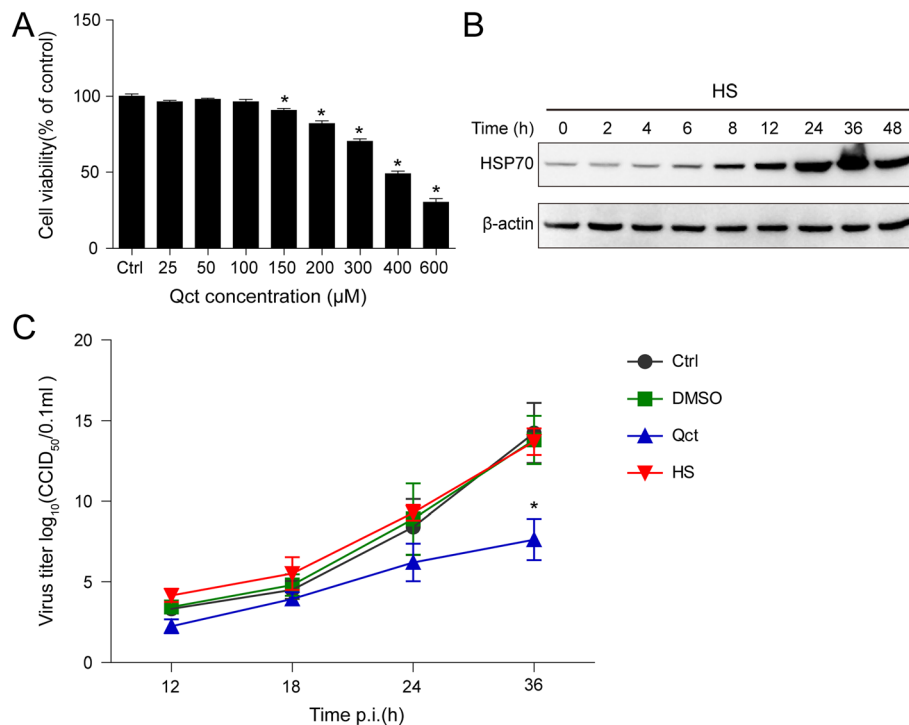 A
150
100
50
0
Cell viability(% of control)
* * * * *
Ctrl 25 50 100 150 200 300 400 600
Qct concentration (µM)
B
HS
Time (h) 0 2 4 6 8 12 24 36 48
HSP70
β-actin
C
20
15
10
5
0
Virus titer log10(CCID50/0.1ml )
*
12 18 24 36
Time p.i.(h)
Ctrl
DMSO
Qct
HS